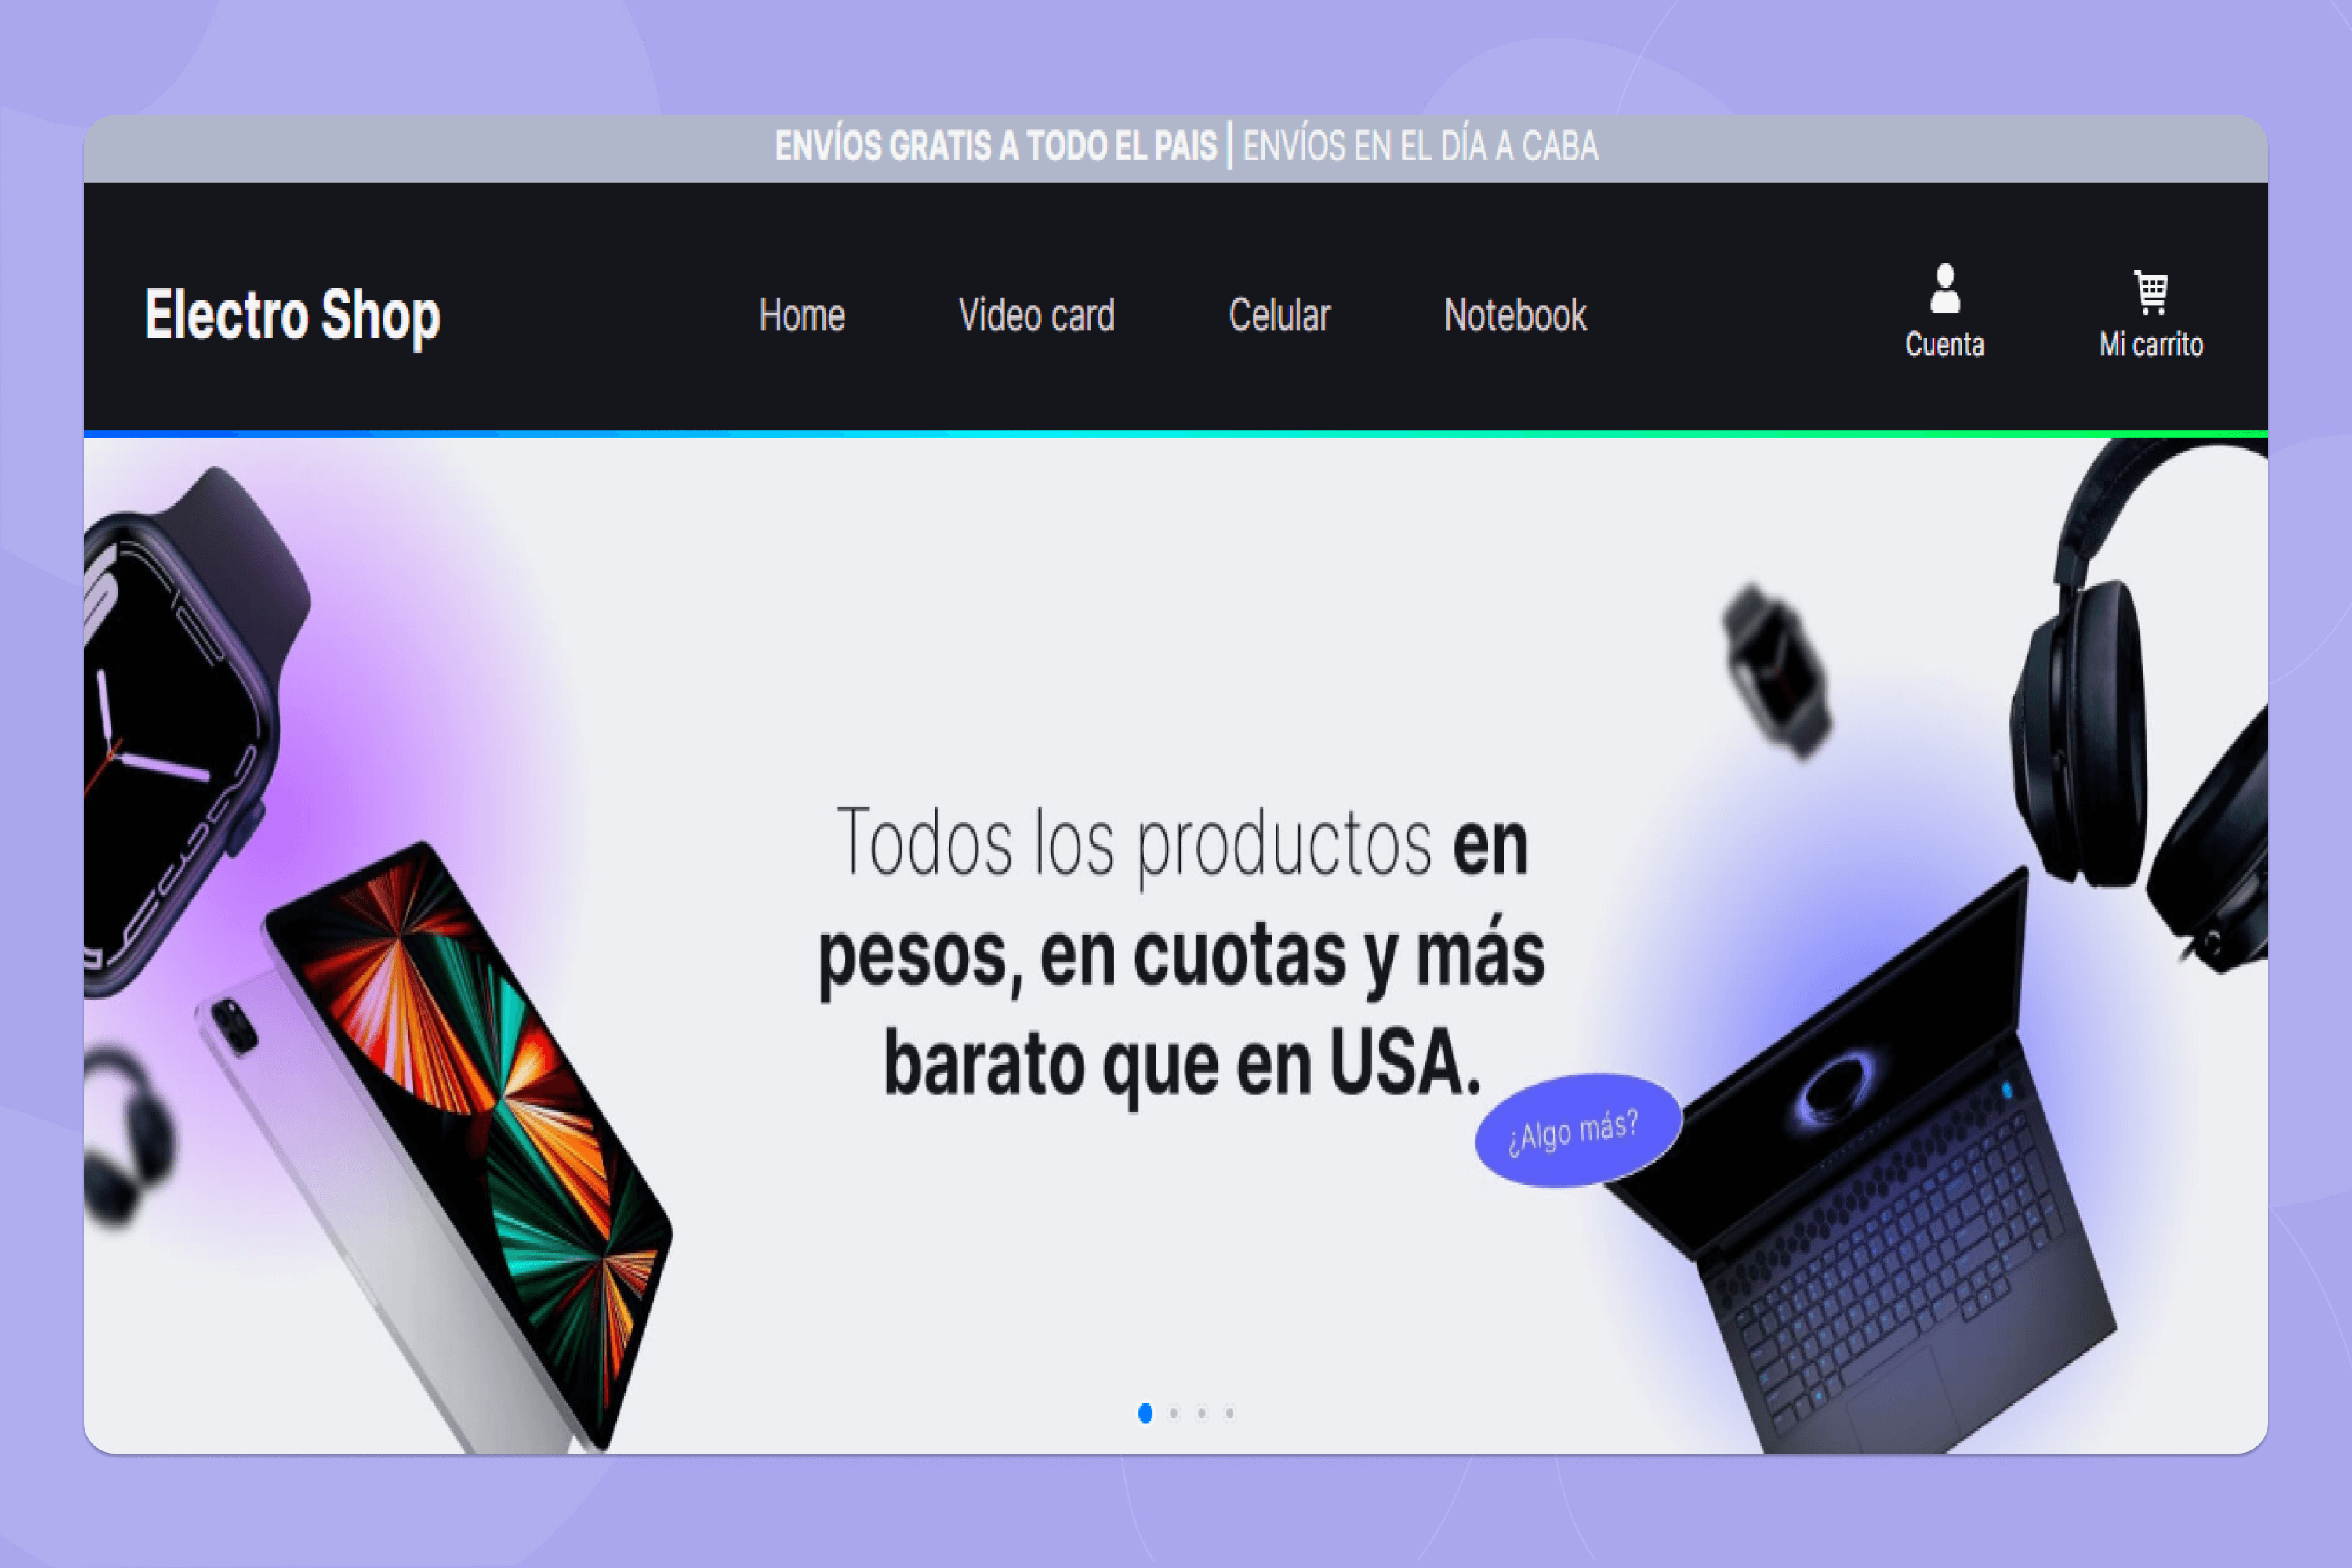 ENVÍOS GRATIS A TODO EL PAIS | ENVÍOS EN EL DÍA A CABA
Electro Shop
Home
Video card
Celular
Notebook
Cuenta
Mi carrito
Todos los productos en
pesos, en cuotas y más
barato que en USA.
¿Algo más?